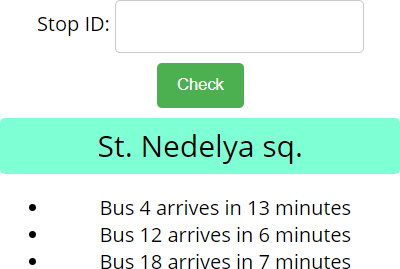 Stop ID:
Check
St. Nedelya sq.
Bus 4 arrives in 13 minutes
Bus 12 arrives in 6 minutes
Bus 18 arrives in 7 minutes